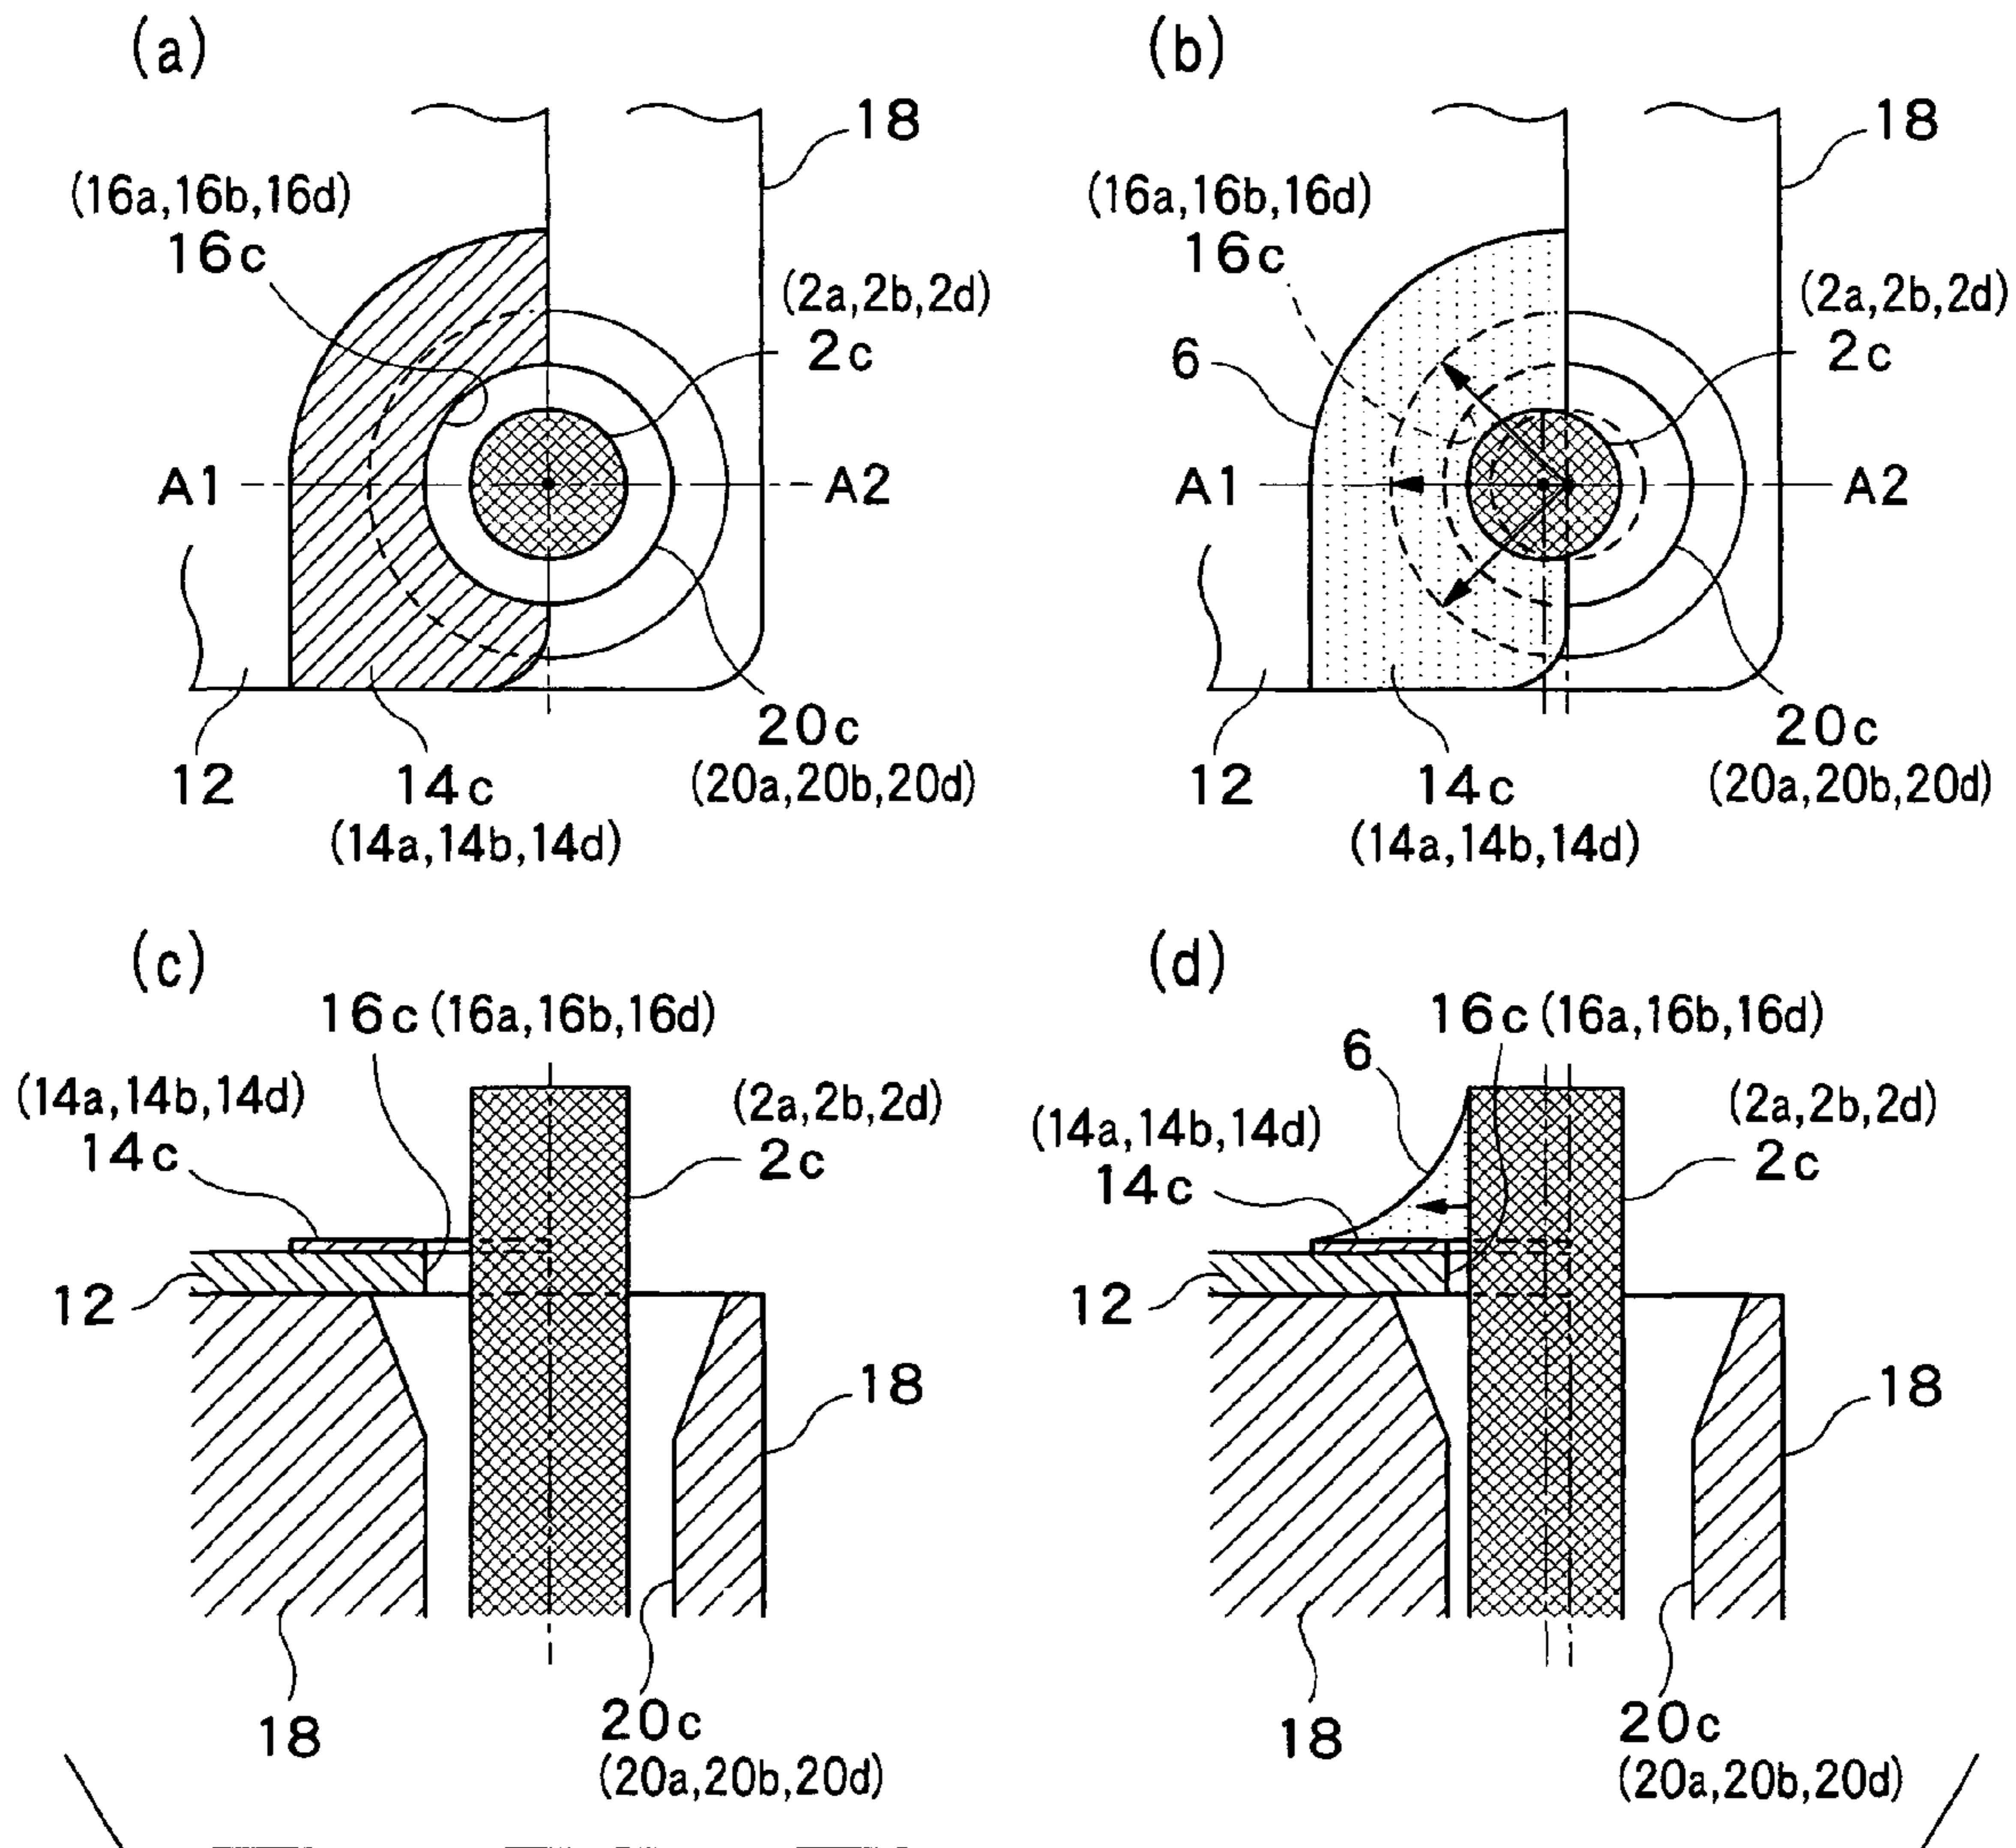 (a)
18
(16a,16b,16d)
16c
(2a,2b,2d)
2c
A1
A2
20c
(20a,20b,20d)
12
14c
(14a,14b,14d)
(b)
18
(16a,16b,16d)
16c
(2a,2b,2d)
2c
6
A1
A2
20c
(20a,20b,20d)
12
14c
(14a,14b,14d)
(c)
16c(16a,16b,16d)
(14a,14b,14d)
14c
(2a,2b,2d)
2c
12
18
18
20c
(20a,20b,20d)
(d)
16c(16a,16b,16d)
6
(14a,14b,14d)
14c
(2a,2b,2d)
2c
12
18
18
20c
(20a,20b,20d)